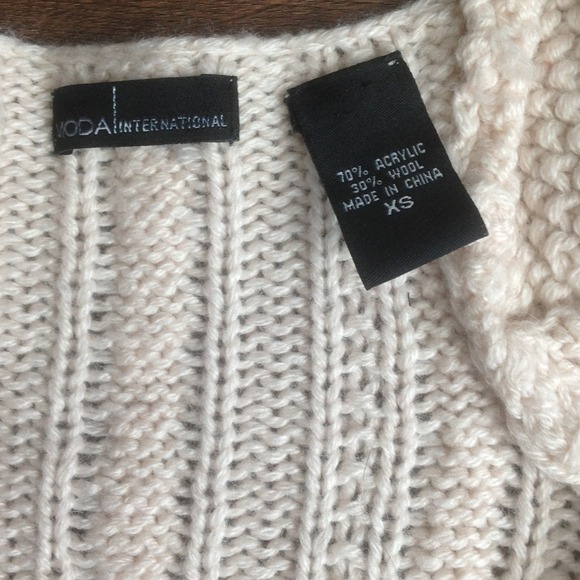 MODA INTERNATIONAL
70% ACRYLIC
30% WOOL
MADE IN CHINA
XS